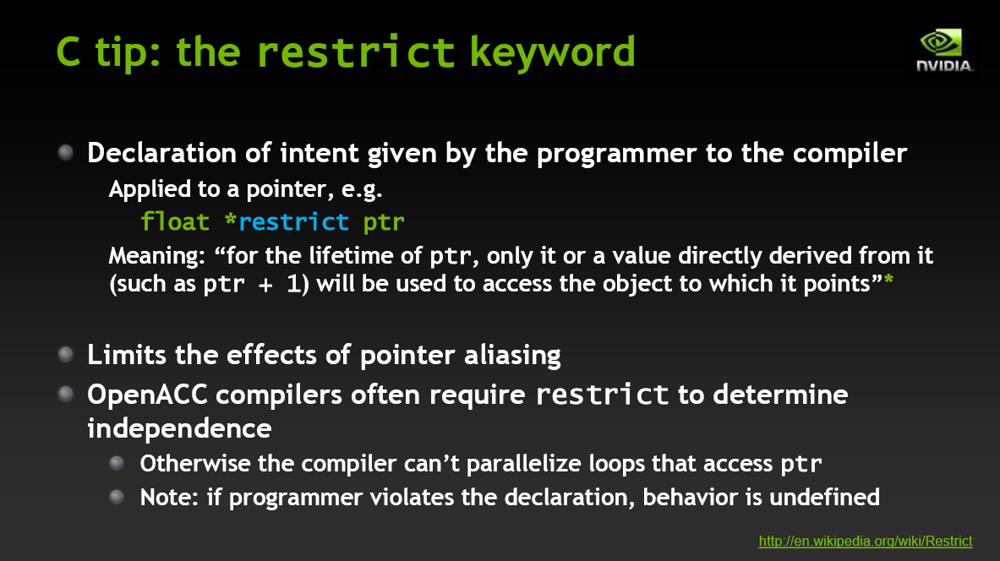 C tip: the restrict keyword
NVIDIA.
Declaration of intent given by the programmer to the compiler
Applied to a pointer, e.g.
float *restrict ptr
Meaning: “for the lifetime of ptr, only it or a value directly derived from it
(such as ptr + 1) will be used to access the object to which it points”*
Limits the effects of pointer aliasing
OpenACC compilers often require restrict to determine
independence
Otherwise the compiler can’t parallelize loops that access ptr
Note: if programmer violates the declaration, behavior is undefined
http://en.wikipedia.org/wiki/Restrict